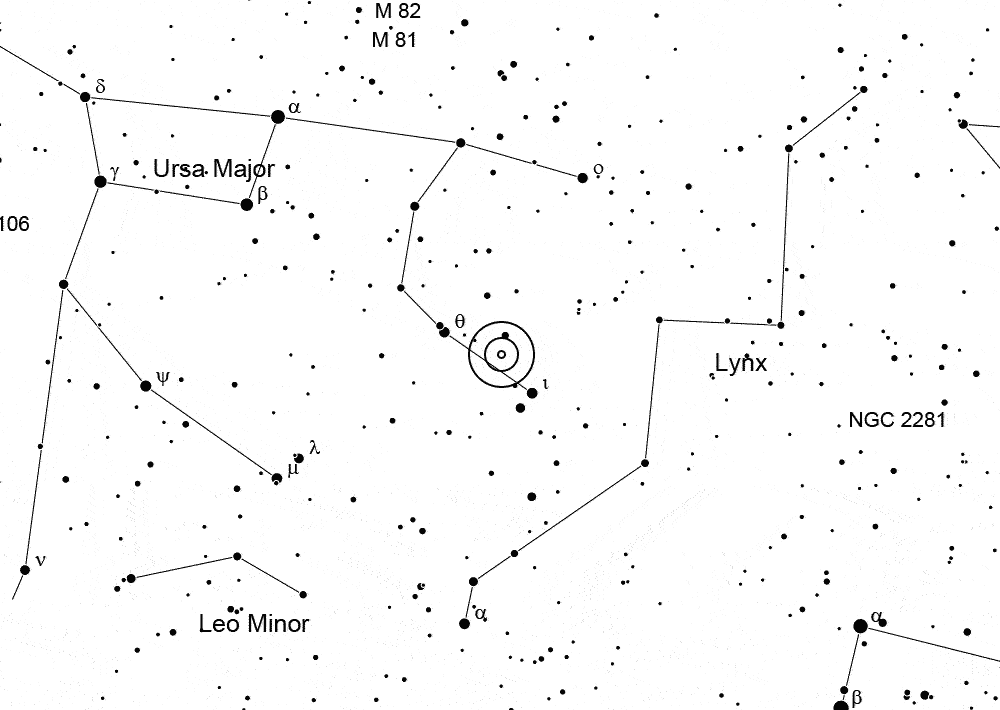 M 82
M 81
δ
α
Ursa Major
γ
β
ο
106
θ
ι
Lynx
ψ
NGC 2281
λ
μ
ν
α
Leo Minor
α
β